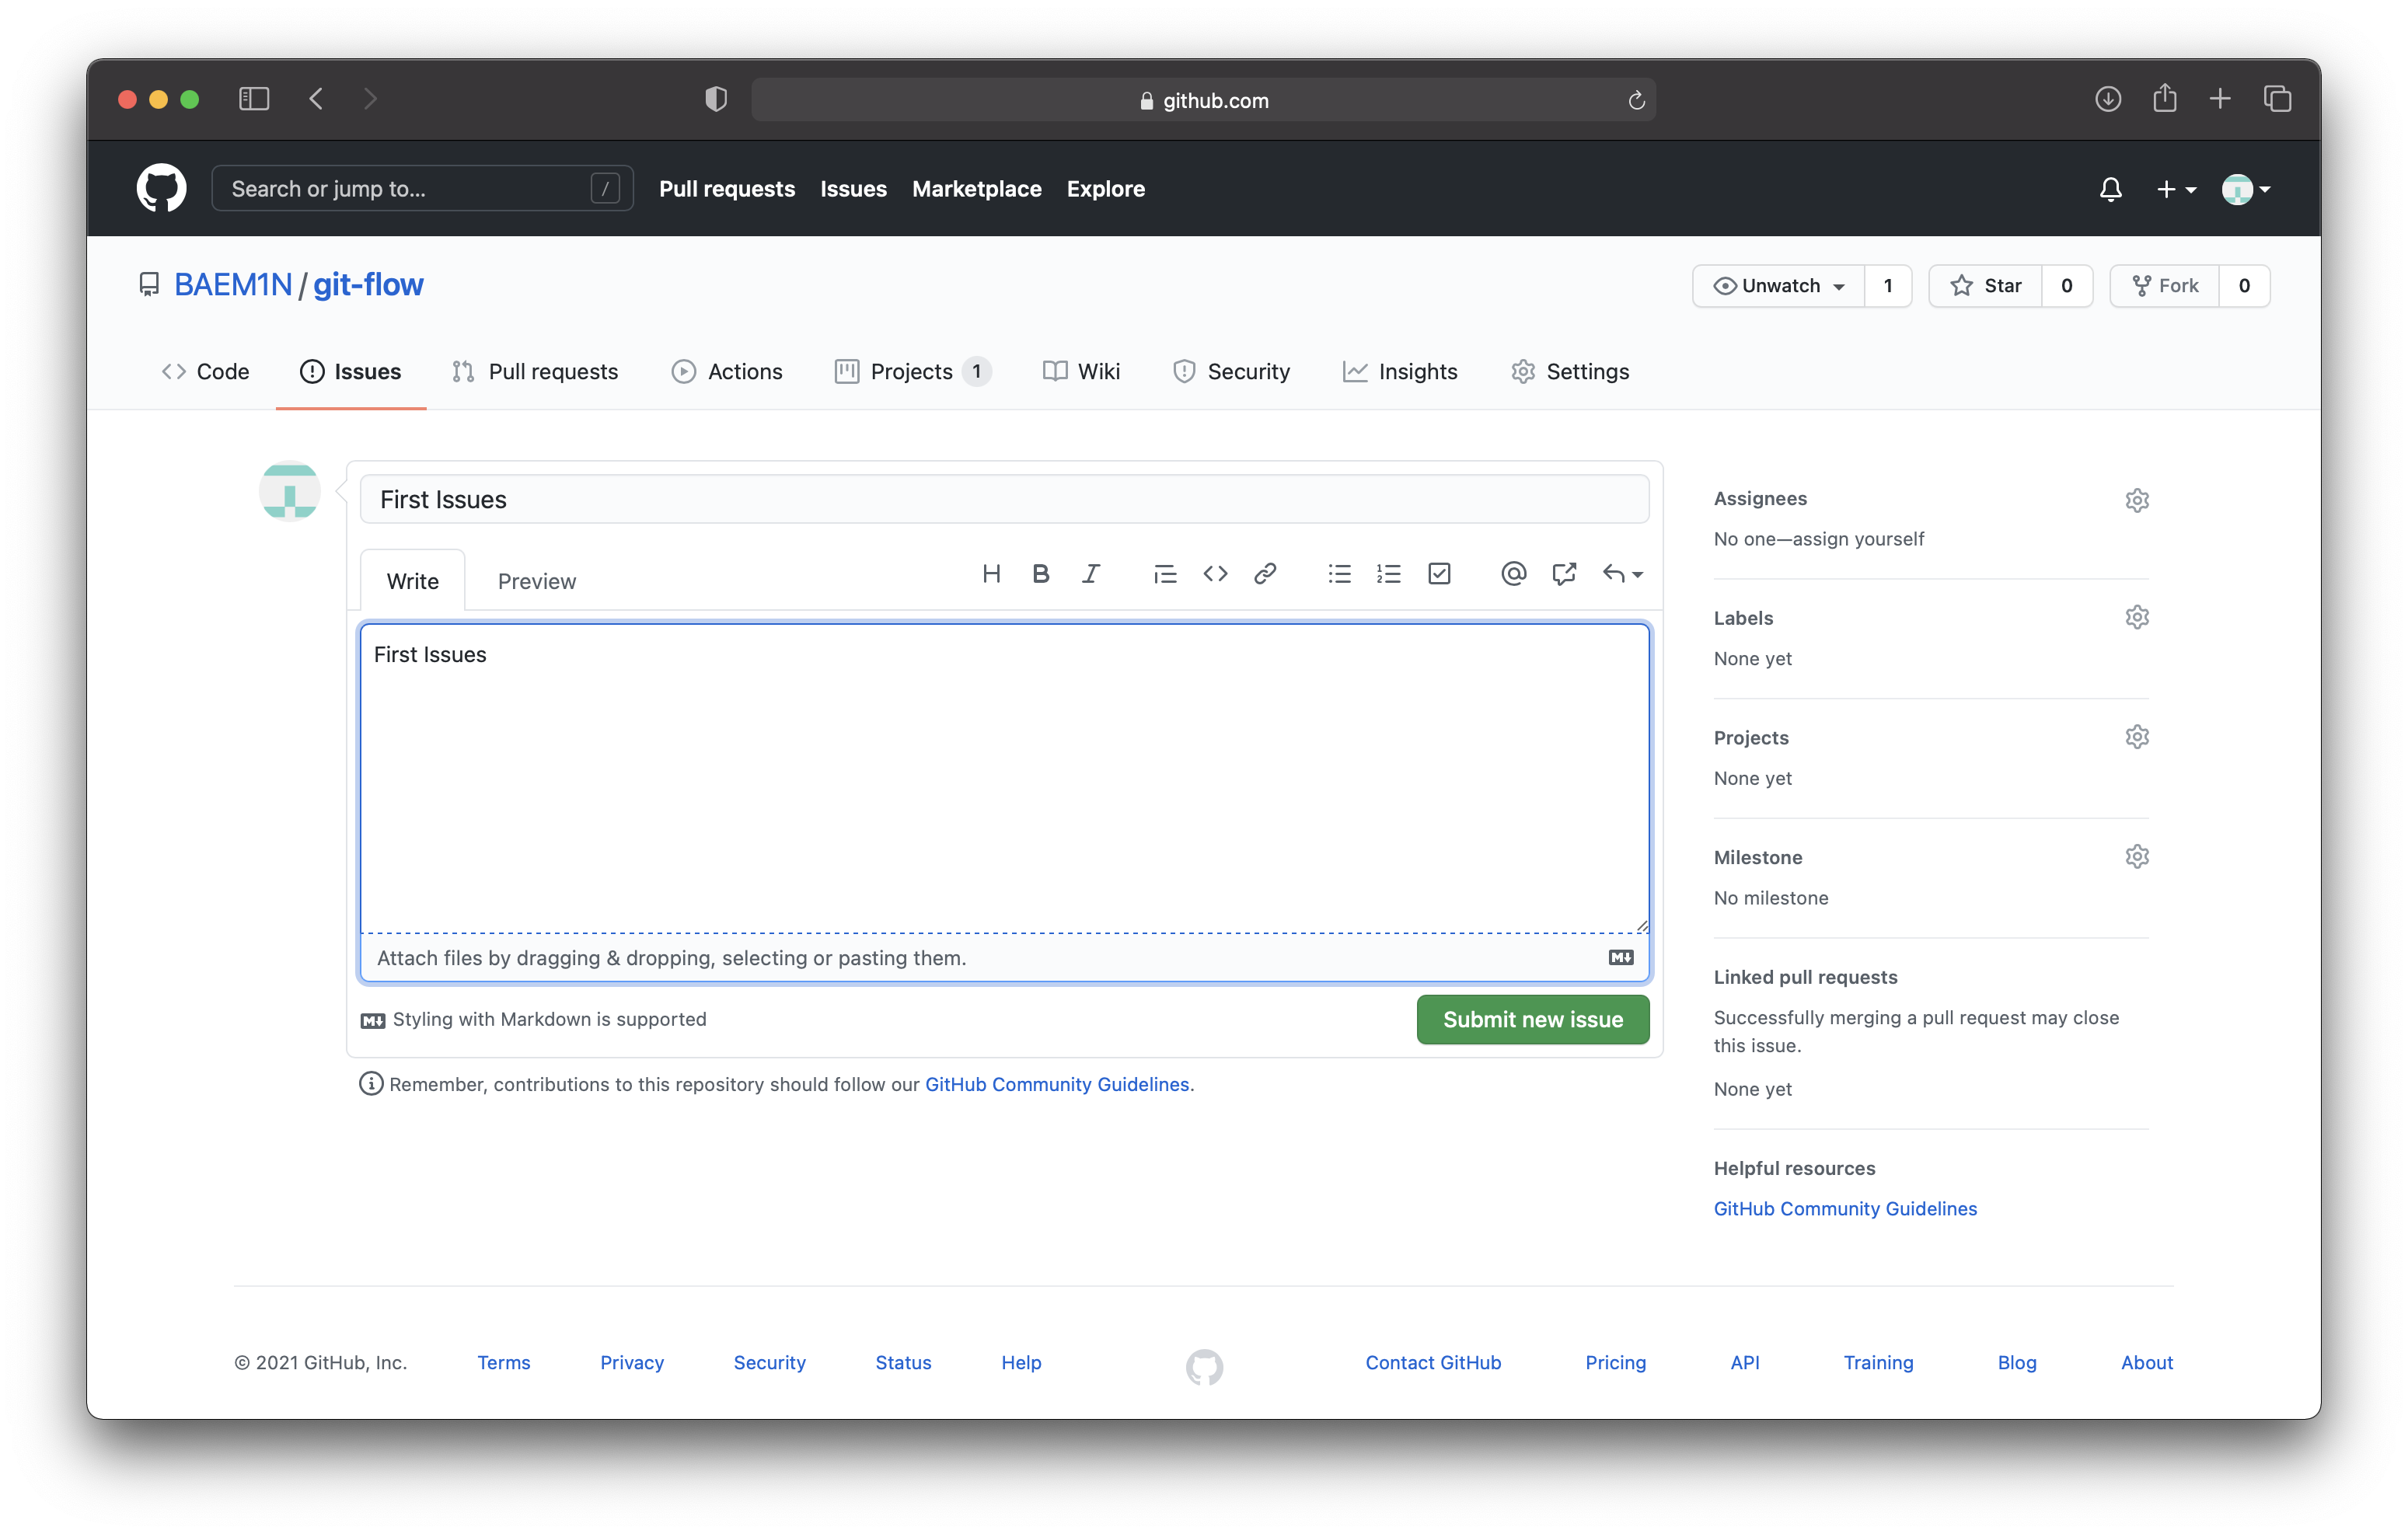 github.com
Search or jump to... /
Pull requests Issues Marketplace Explore
BAEM1N / git-flow
Unwatch 1 Star 0 Fork 0
Code Issues Pull requests Actions Projects 1 Wiki Security Insights Settings
First Issues
Write Preview
First Issues
Attach files by dragging & dropping, selecting or pasting them.
Styling with Markdown is supported
Submit new issue
Remember, contributions to this repository should follow our GitHub Community Guidelines.
Assignees
No one—assign yourself
Labels
None yet
Projects
None yet
Milestone
No milestone
Linked pull requests
Successfully merging a pull request may close
this issue.
None yet
Helpful resources
GitHub Community Guidelines
© 2021 GitHub, Inc. Terms Privacy Security Status Help Contact GitHub Pricing API Training Blog About